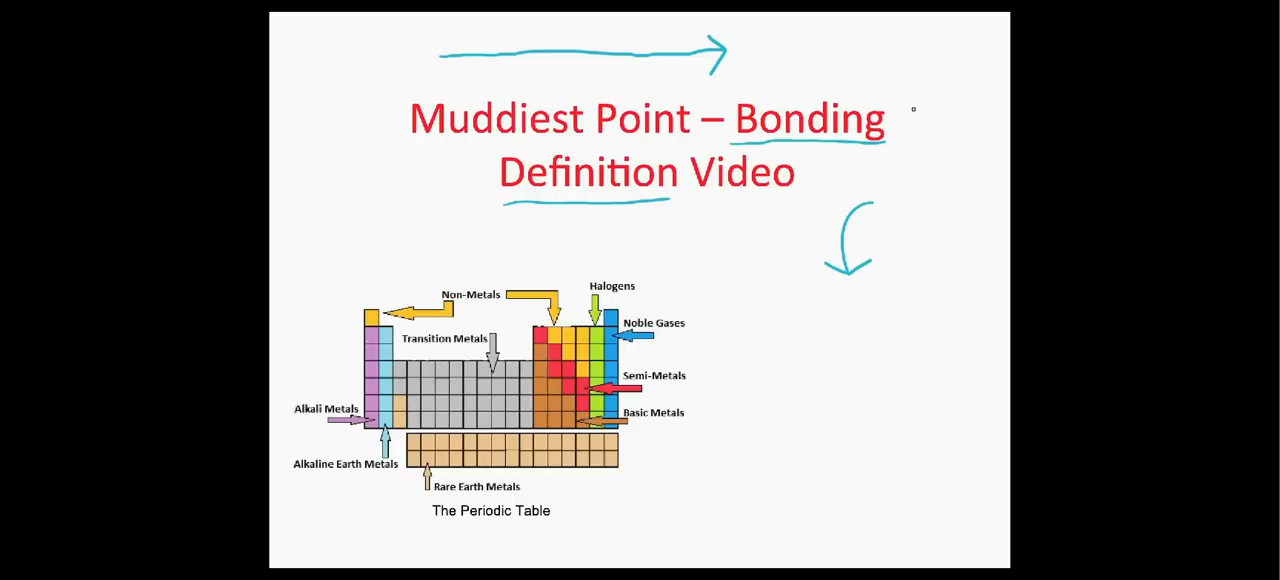 Muddiest Point – Bonding
Definition Video
Halogens
Non-Metals
Noble Gases
Transition Metals
Semi-Metals
Alkali Metals
Basic Metals
Alkaline Earth Metals
Rare Earth Metals
The Periodic Table